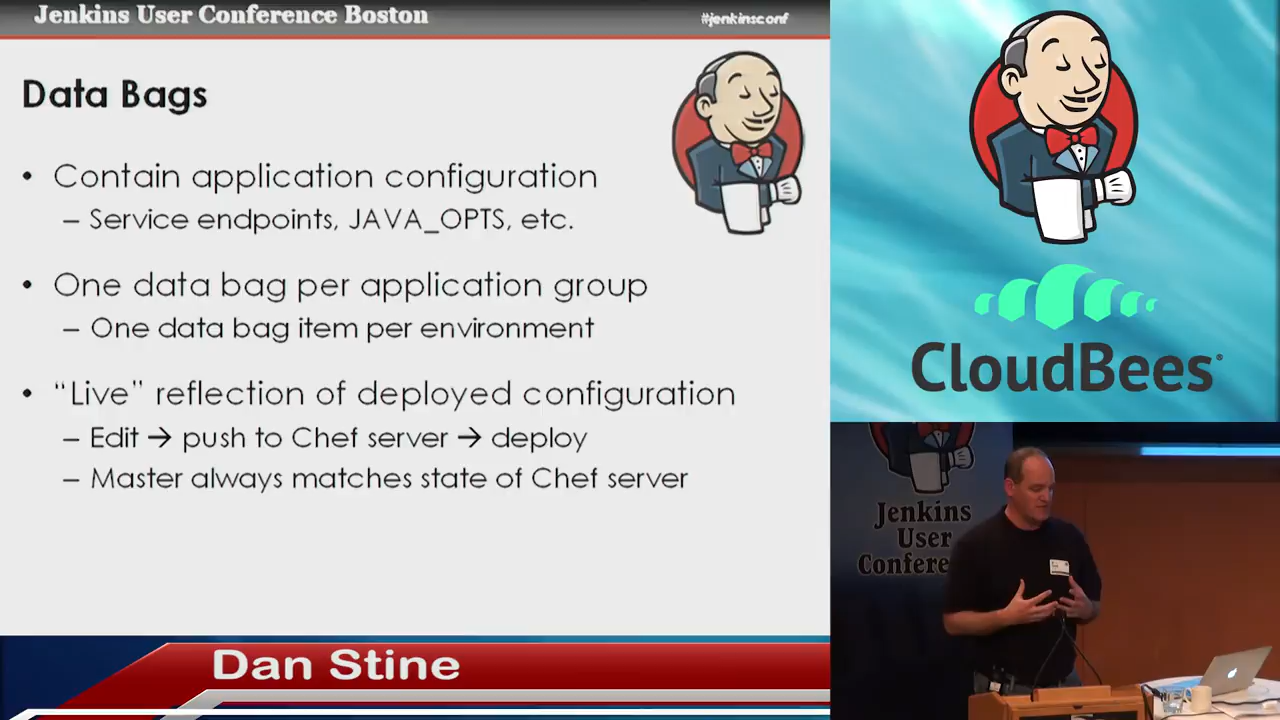 Jenkins User Conference Boston
#jenkinsconf
Data Bags
• Contain application configuration
– Service endpoints, JAVA_OPTS, etc.
• One data bag per application group
– One data bag item per environment
• “Live” reflection of deployed configuration
– Edit → push to Chef server → deploy
– Master always matches state of Chef server
Dan Stine
CloudBees®
Jenkins
User
Confere